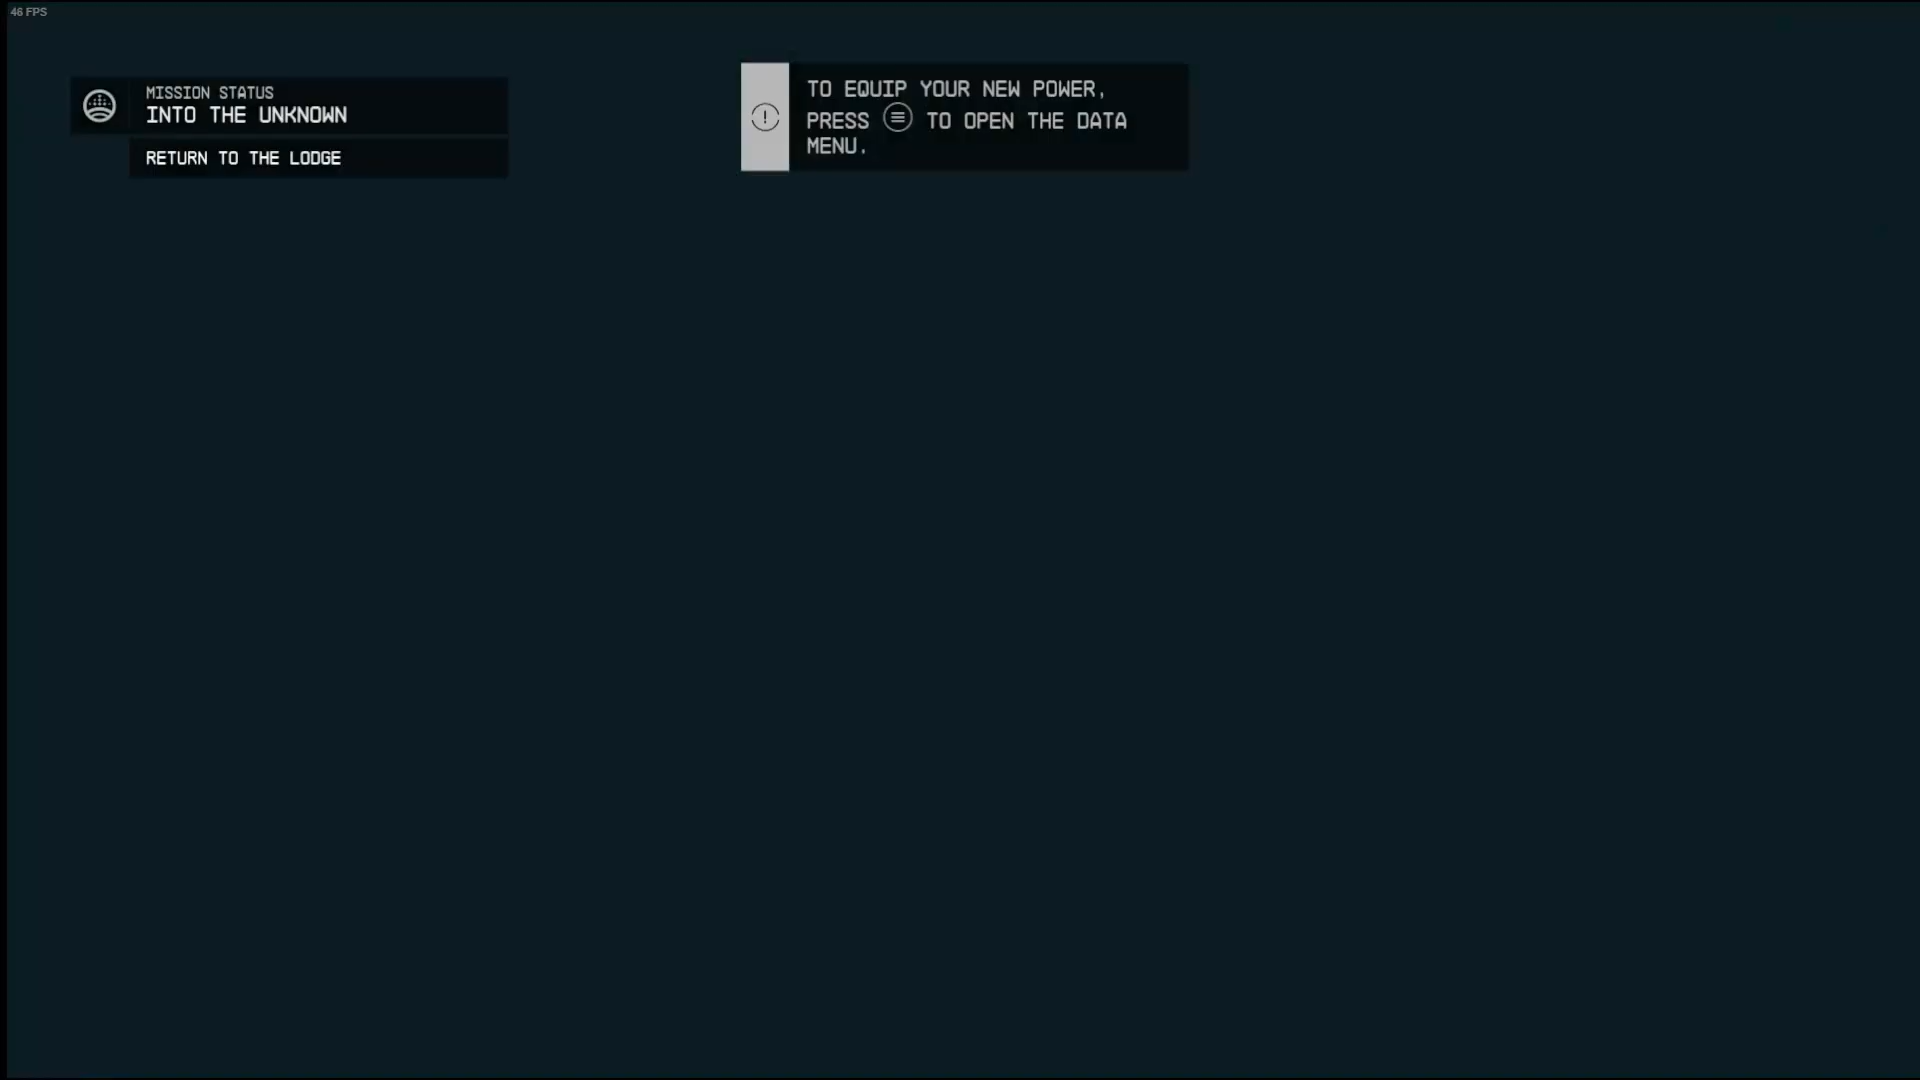 46 FPS
MISSION STATUS
INTO THE UNKNOWN
RETURN TO THE LODGE
TO EQUIP YOUR NEW POWER,
PRESS TO OPEN THE DATA
MENU.